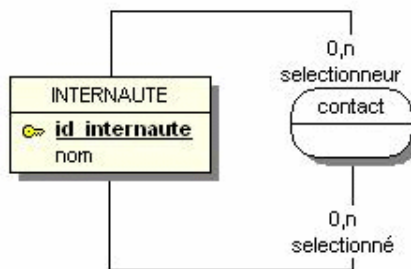 0,n
selectionneur
INTERNAUTE
contact
id_internaute
nom
0,n
selectionné